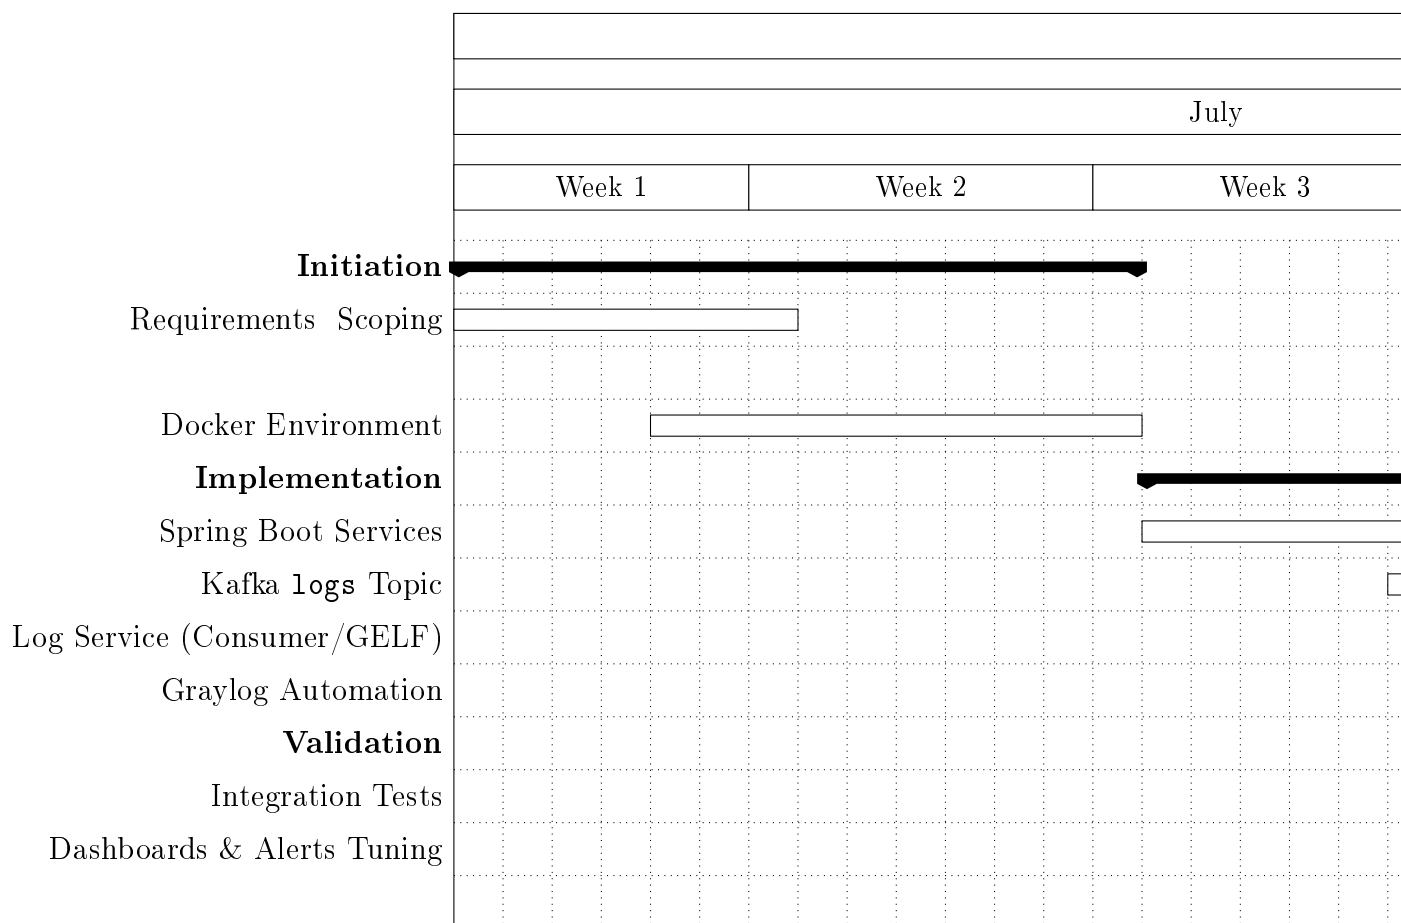 July
Week 1 Week 2 Week 3
Initiation
Requirements Scoping
Docker Environment
Implementation
Spring Boot Services
Kafka logs Topic
Log Service (Consumer/GELF)
Graylog Automation
Validation
Integration Tests
Dashboards & Alerts Tuning